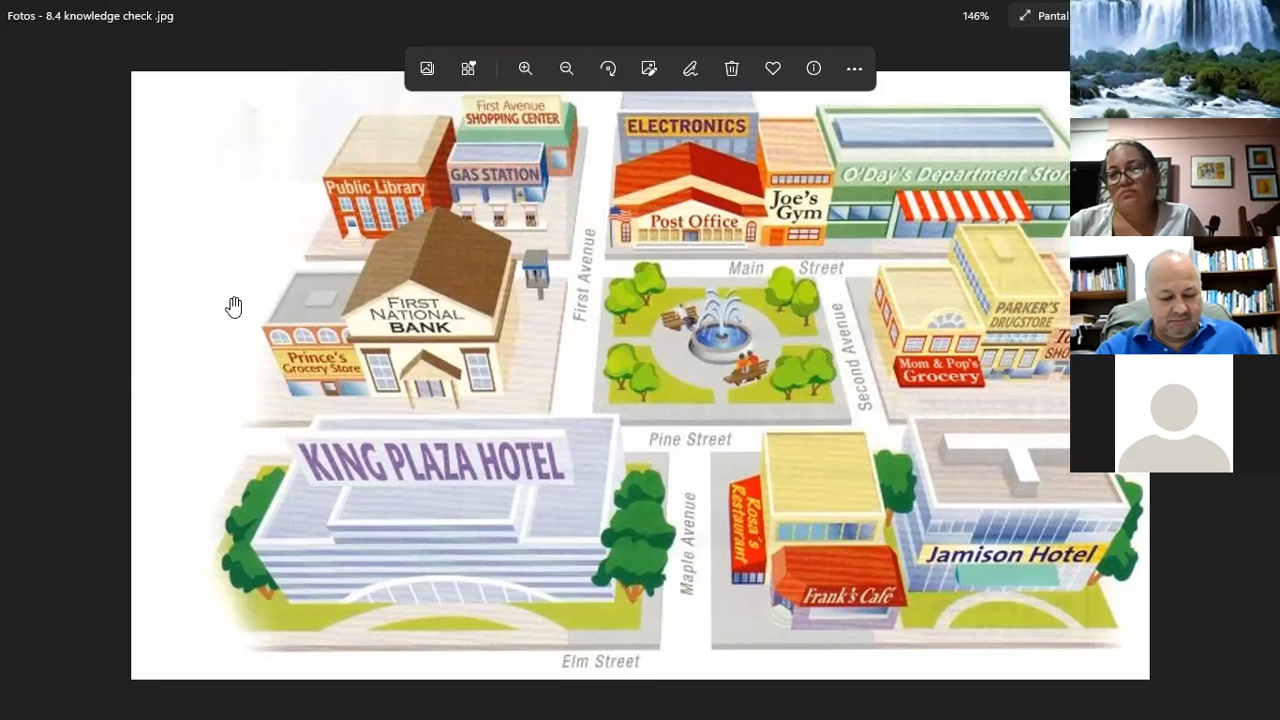 Fotos - 8.4 knowledge check .jpg
146%
First Avenue
SHOPPING CENTER
ELECTRONICS
Public Library
GAS STATION
Post Office
Joe's
Gym
O'Day's Department
Main Street
First Avenue
FIRST
NATIONAL
BANK
Prince's
Grocery Store
Second Avenue
PARKER'S
DRUGSTORE
Mom & Pop's
Grocery
KING PLAZA HOTEL
Pine Street
Maple Avenue
Rosa's
Restaurant
Frank's Café
Jamison Hotel
Elm Street